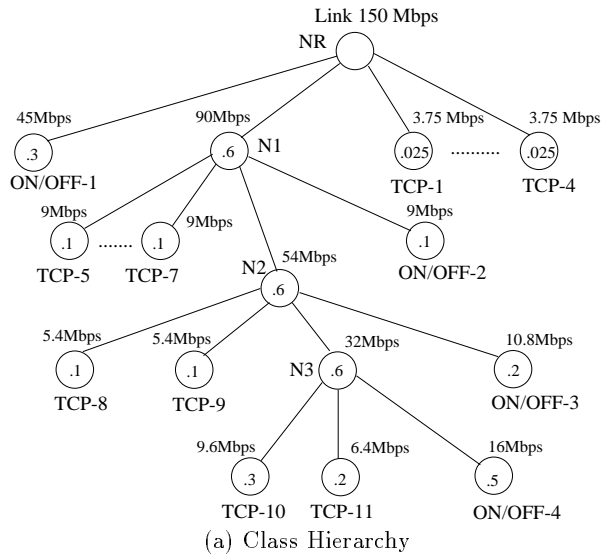 Link 150 Mbps
NR
45Mbps
90Mbps
3.75 Mbps
3.75 Mbps
.3
.6
N1
.025
..........
.025
ON/OFF-1
TCP-1
TCP-4
9Mbps
9Mbps
9Mbps
.1
.......
.1
.1
TCP-5
TCP-7
ON/OFF-2
N2
54Mbps
.6
5.4Mbps
5.4Mbps
32Mbps
10.8Mbps
.1
.1
N3
.6
.2
TCP-8
TCP-9
ON/OFF-3
9.6Mbps
6.4Mbps
16Mbps
.3
.2
.5
TCP-10
TCP-11
ON/OFF-4
(a) Class Hierarchy